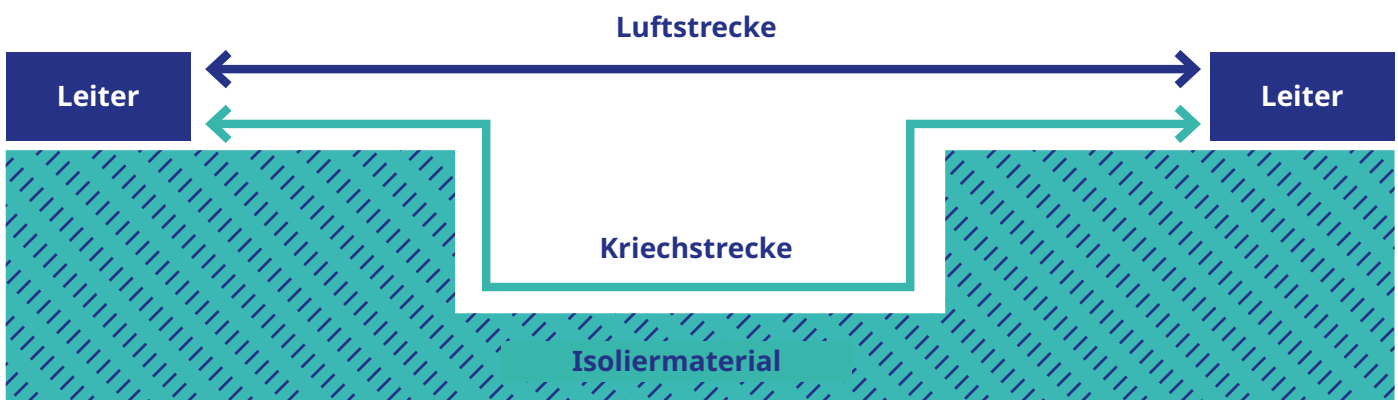 Luftstrecke
Leiter
Leiter
Kriechstrecke
Isoliermaterial